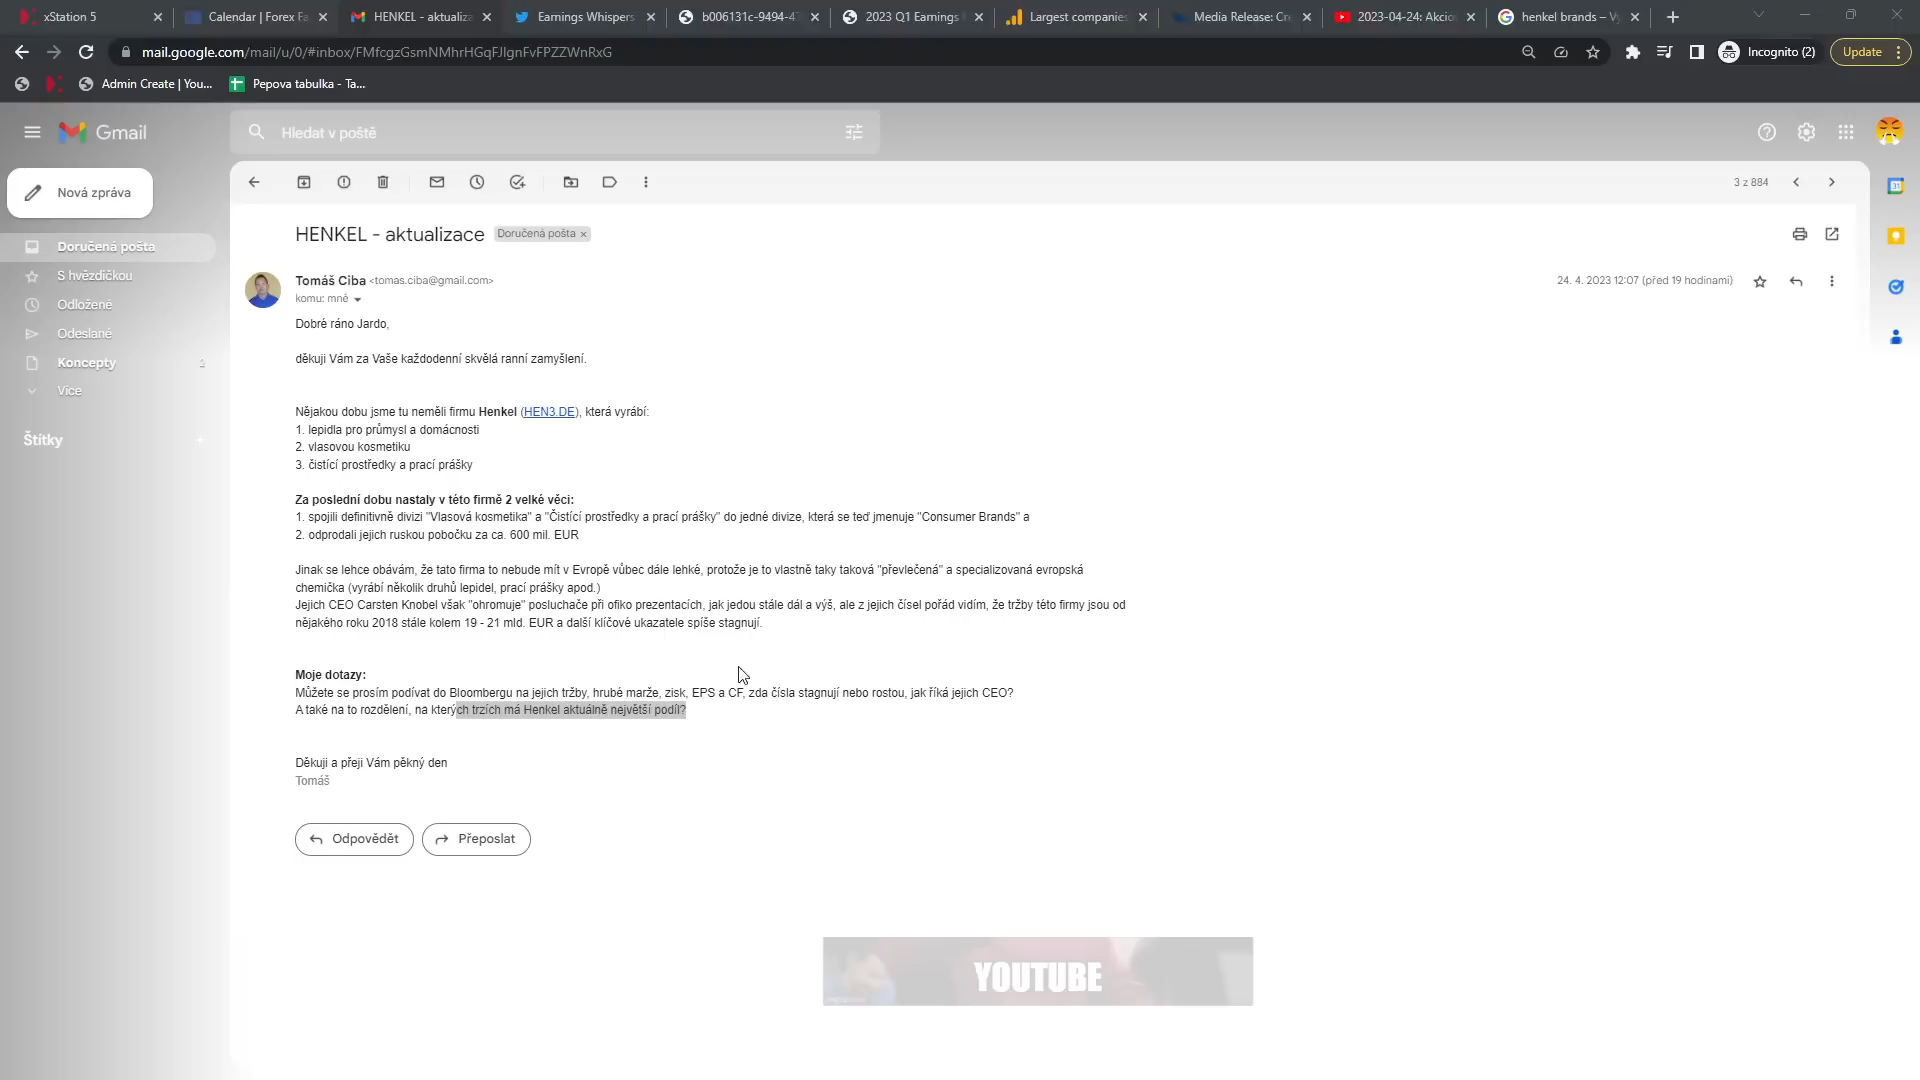 xStation 5
Calendar | Forex Fa
HENKEL - aktualiza
Earnings Whispers
b006131c-9494-4
2023 Q1 Earnings
Largest companies
Media Release: Cr
2023-04-24: Akcio
henkel brands – Vy
mail.google.com/mail/u/0/#inbox/FMfcgzGsmNMhrHGqFJlgnFvFPZZWnRxG
Incognito (2)
Update
Admin Create | You...
Pepova tabulka - Ta...
Gmail
Hledat v poště
Nová zpráva
3 z 884
31
Doručená pošta
S hvězdičkou
Odložené
Odeslané
Koncepty
2
Více
Štítky
HENKEL - aktualizace
Doručená pošta ×
Tomáš Ciba <tomas.ciba@gmail.com>
24. 4. 2023 12:07 (před 19 hodinami)
komu: mně
Dobré ráno Jardo,
děkuji Vám za Vaše každodenní skvělá ranní zamyšlení.
Nějakou dobu jsme tu neměli firmu Henkel (HEN3.DE), která vyrábí:
1. lepidla pro průmysl a domácnosti
2. vlasovou kosmetiku
3. čistící prostředky a prací prášky
Za poslední dobu nastaly v této firmě 2 velké věci:
1. spojili definitivně divizi "Vlasová kosmetika" a "Čistící prostředky a prací prášky" do jedné divize, která se teď jmenuje "Consumer Brands" a
2. odprodali jejich ruskou pobočku za ca. 600 mil. EUR
Jinak se lehce obávám, že tato firma to nebude mít v Evropě vůbec dále lehké, protože je to vlastně taky taková "převlečená" a specializovaná evropská
chemička (vyrábí několik druhů lepidel, prací prášky apod.)
Jejich CEO Carsten Knobel však "ohromuje" posluchače při ofiko prezentacích, jak jedou stále dál a výš, ale z jejich čísel pořád vidím, že tržby této firmy jsou od
nějakého roku 2018 stále kolem 19 - 21 mld. EUR a další klíčové ukazatele spíše stagnují.
Moje dotazy:
Můžete se prosím podívat do Bloombergu na jejich tržby, hrubé marže, zisk, EPS a CF, zda čísla stagnují nebo rostou, jak říká jejich CEO?
A také na to rozdělení, na kterých trzích má Henkel aktuálně největší podíl?
Děkuji a přeji Vám pěkný den
Tomáš
Odpovědět
Přeposlat
YOUTUBE